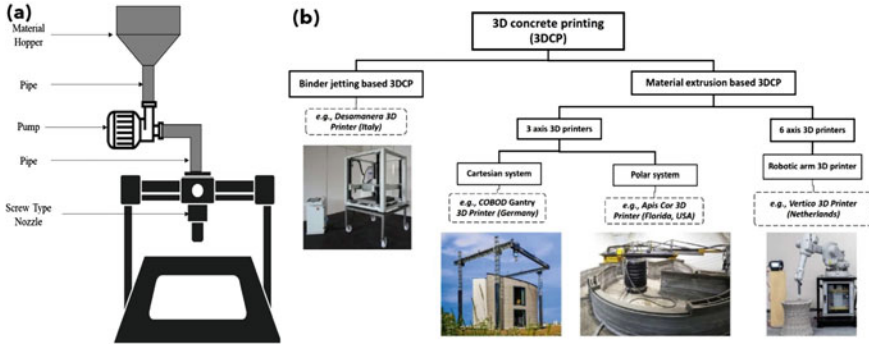 (a)
Material
Hopper
Pipe
Pump
Pipe
Screw Type
Nozzle
(b)
3D concrete printing
(3DCP)
Binder jetting based 3DCP
Material extrusion based 3DCP
e.g., Desamanera 3D
Printer (Italy)
3 axis 3D printers
6 axis 3D printers
Cartesian system
Polar system
Robotic arm 3D printer
e.g., COBOD Gantry
3D Printer (Germany)
e.g., Apis Cor 3D
Printer (Florida, USA)
e.g., Vertico 3D Printer
(Netherlands)